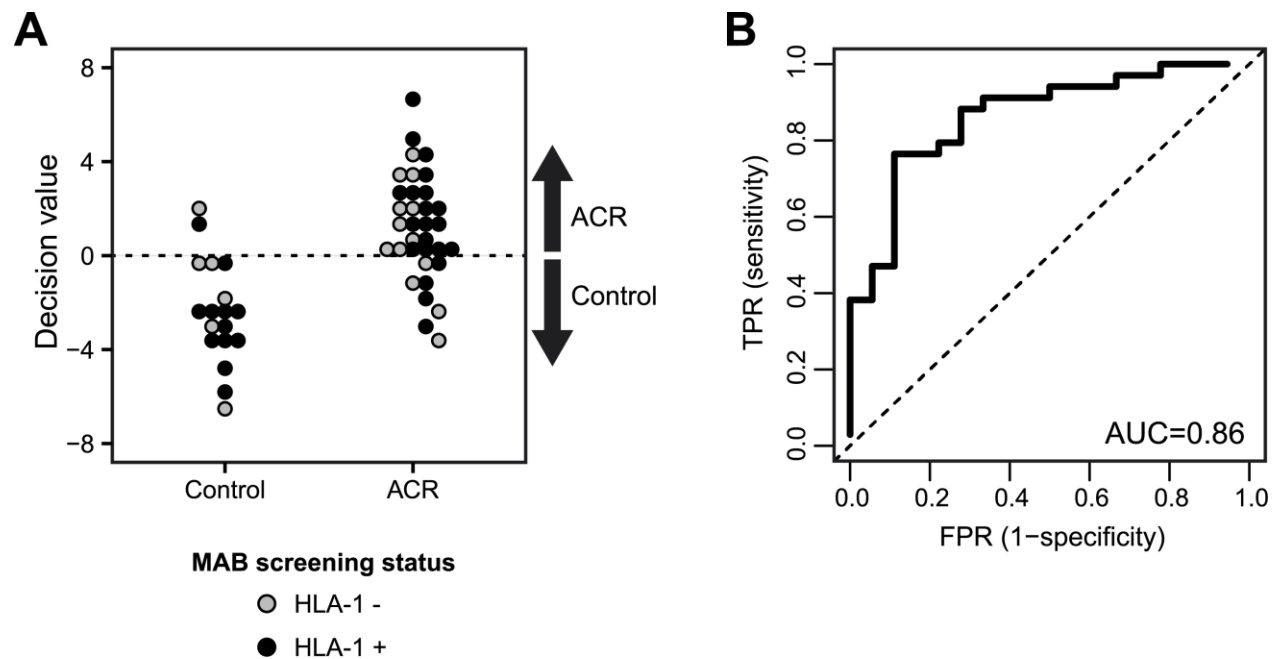 A
8
4
0
−4
−8
Decision value
Control
ACR
ACR
Control
MAB screening status
HLA-1 -
HLA-1 +
B
1.0
0.8
0.6
0.4
0.2
0.0
TPR (sensitivity)
AUC=0.86
0.0 0.2 0.4 0.6 0.8 1.0
FPR (1−specificity)